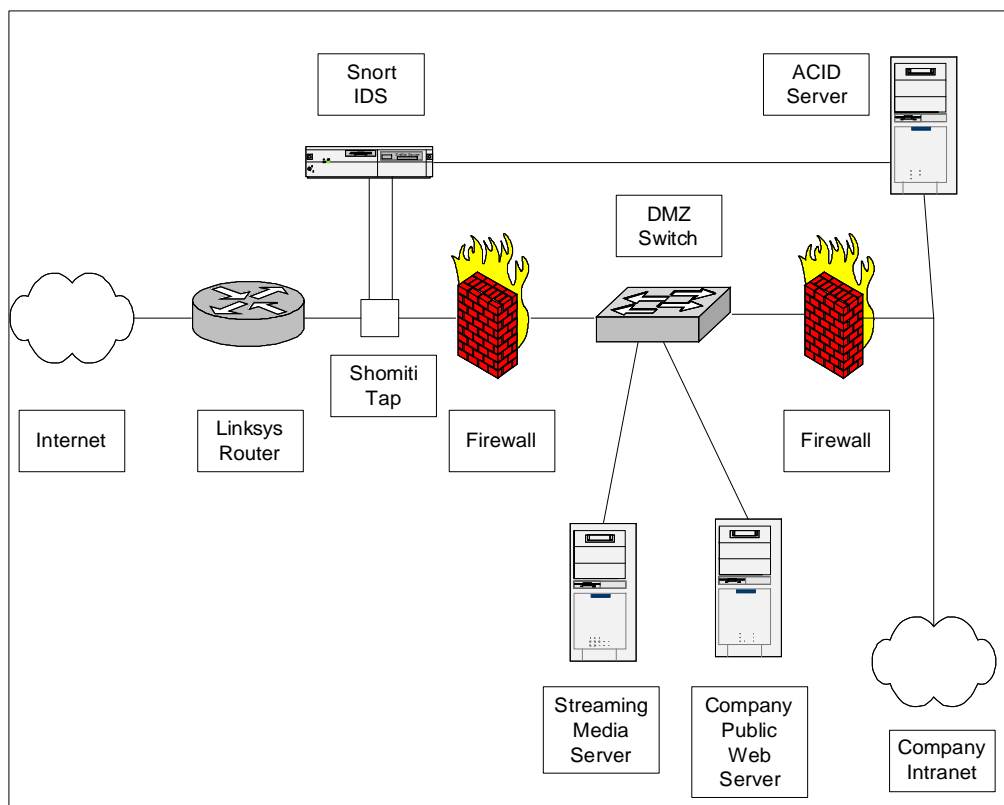 Snort
IDS
ACID
Server
DMZ
Switch
Shomiti
Tap
Internet
Linksys
Router
Firewall
Firewall
Streaming
Media
Server
Company
Public
Web
Server
Company
Intranet